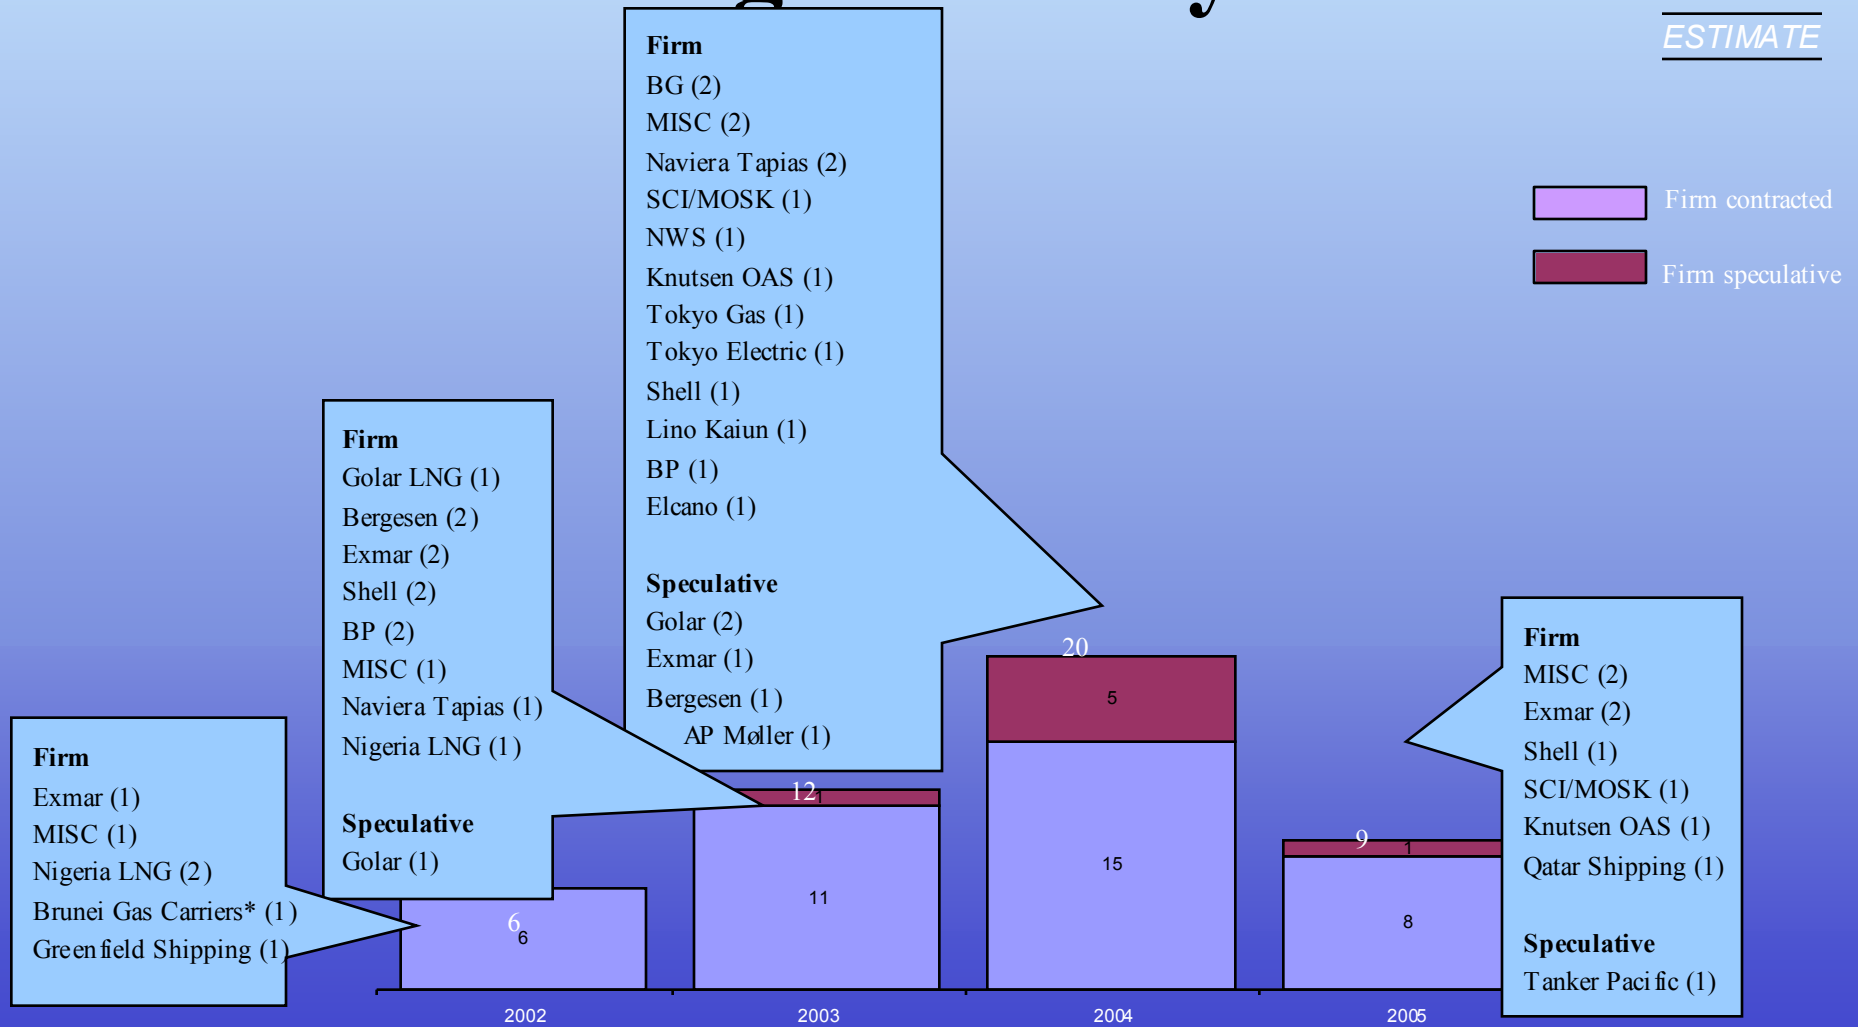 ESTIMATE
Firm contracted
Firm speculative
Firm
BG (2)
MISC (2)
Naviera Tapias (2)
SCI/MOSK (1)
NWS (1)
Knutsen OAS (1)
Tokyo Gas (1)
Tokyo Electric (1)
Shell (1)
Lino Kaiun (1)
BP (1)
Elcano (1)
Speculative
Golar (2)
Exmar (1)
Bergesen (1)
AP Møller (1)
Firm
Golar LNG (1)
Bergesen (2)
Exmar (2)
Shell (2)
BP (2)
MISC (1)
Naviera Tapias (1)
Nigeria LNG (1)
Speculative
Golar (1)
Firm
Exmar (1)
MISC (1)
Nigeria LNG (2)
Brunei Gas Carriers* (1)
Greenfield Shipping (1)
Firm
MISC (2)
Exmar (2)
Shell (1)
SCI/MOSK (1)
Knutsen OAS (1)
Qatar Shipping (1)
Speculative
Tanker Pacific (1)
6
6
12
1
11
20
5
15
9
1
8
2002
2003
2004
2005